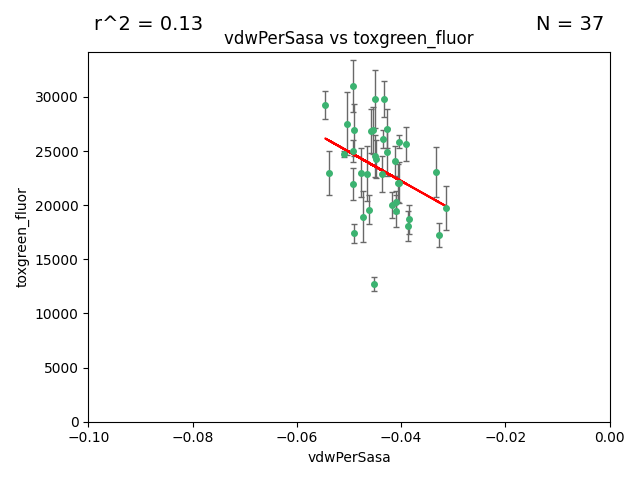 r^2 = 0.13
N = 37
vdwPerSasa vs toxgreen_fluor
30000
25000
20000
15000
10000
5000
0
toxgreen_fluor
−0.10
−0.08
−0.06
−0.04
−0.02
0.00
vdwPerSasa